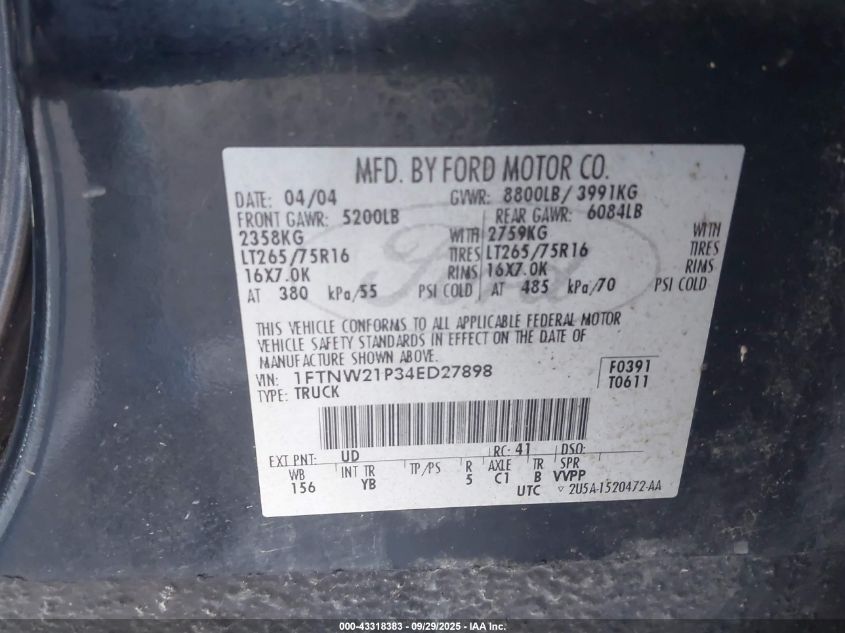 MFD. BY FORD MOTOR CO.
DATE: 04/04 GVWR: 8800LB/ 3991KG
FRONT GAWR: 5200LB REAR GAWR: 6084LB
2358KG WITH 2759KG WITH
LT265/75R16 TIRES LT265/75R16 TIRES
16X7.0K RIMS 16X7.0K RIMS
AT 380 kPa/55 PSI COLD AT 485 kPa/70 PSI COLD
Ford
THIS VEHICLE CONFORMS TO ALL APPLICABLE FEDERAL MOTOR
VEHICLE SAFETY STANDARDS IN EFFECT ON THE DATE OF
MANUFACTURE SHOWN ABOVE.
VIN: 1FTNW21P34ED27898 F0391
TYPE: TRUCK T0611
EXT PNT: UD RC: 41 DSO:
WB INT TR TP/PS R AXLE TR SPR
156 YB 5 C1 B VVPP
UTC ▽ 2U5A-1520472-AA
000-43318383 - 09/29/2025 - IAA Inc.